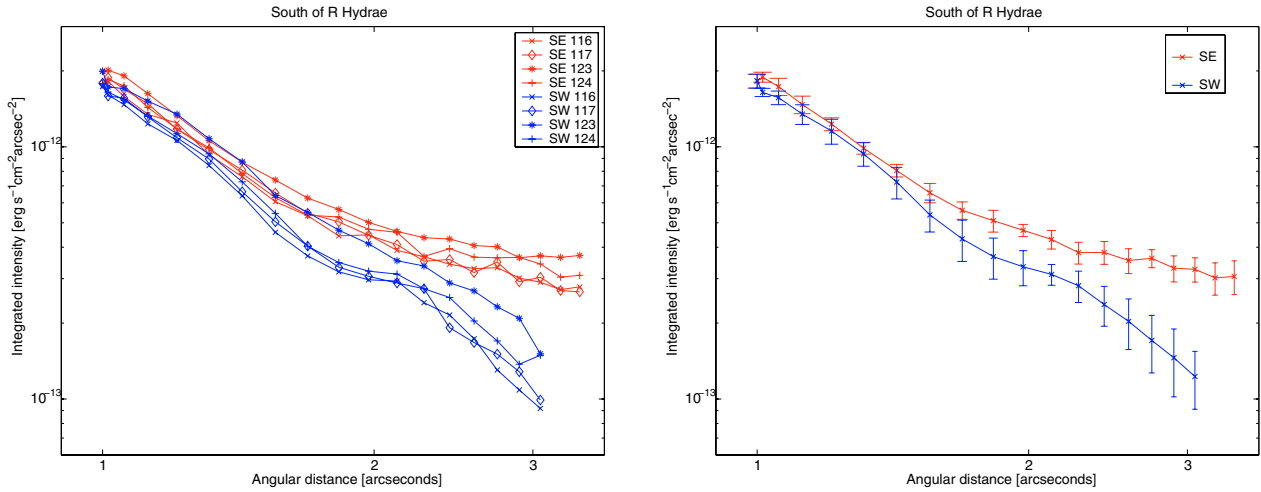 South of R Hydrae
Integrated intensity [erg s⁻¹cm⁻²arcsec⁻²]
10⁻¹²
10⁻¹³
SE 116
SE 117
SE 123
SE 124
SW 116
SW 117
SW 123
SW 124
1 2 3
Angular distance [arcseconds]
South of R Hydrae
Integrated intensity [erg s⁻¹cm⁻²arcsec⁻²]
10⁻¹²
10⁻¹³
SE
SW
1 2 3
Angular distance [arcseconds]